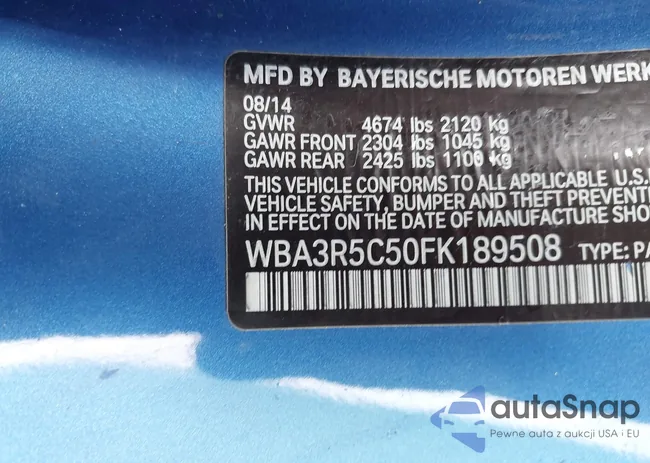 MFD BY BAYERISCHE MOTOREN WERK
08/14
GVWR 4674 lbs 2120 kg
GAWR FRONT 2304 lbs 1045 kg
GAWR REAR 2425 lbs 1100 kg
THIS VEHICLE CONFORMS TO ALL APPLICABLE U.S.
VEHICLE SAFETY, BUMPER AND THEFT PREVENTI
IN EFFECT ON THE DATE OF MANUFACTURE SHO
WBA3R5C50FK189508 TYPE: PA
autaSnap
Pewne auta z aukcji USA i EU